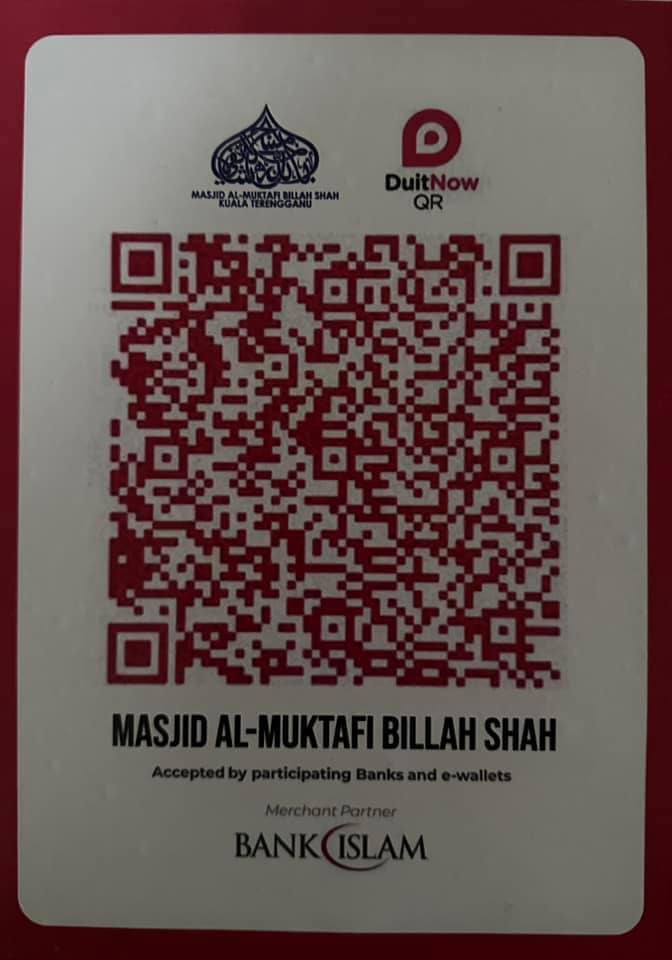 MASJID AL-MUKTAFI BILLAH SHAH
KUALA TERENGGANU
DuitNow
QR
MASJID AL-MUKTAFI BILLAH SHAH
Accepted by participating Banks and e-wallets
Merchant Partner
BANK ISLAM